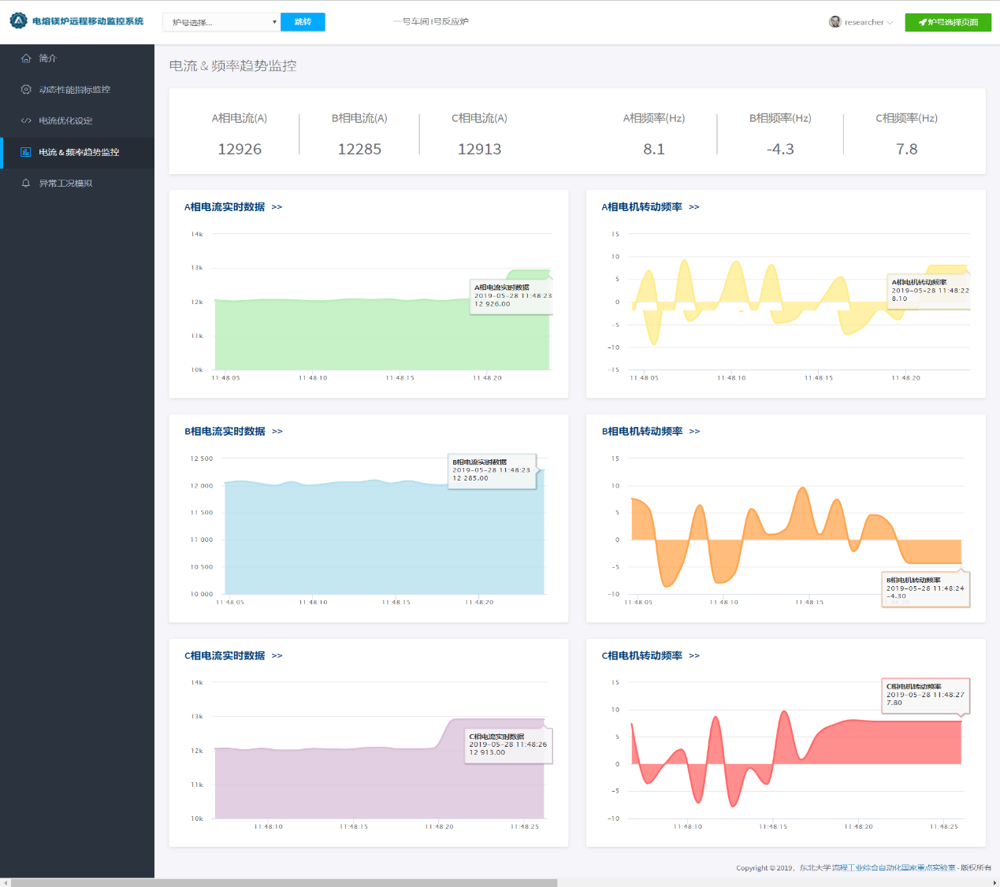 电熔镁炉远程移动监控系统
炉号选择...
跳转
一号车间1号反应炉
researcher
炉号选择页面
简介
动态性能指标监控
电流优化设定
电流 & 频率趋势监控
异常工况模拟
电流 & 频率趋势监控
A相电流(A) B相电流(A) C相电流(A) A相频率(Hz) B相频率(Hz) C相频率(Hz)
12926 12285 12913 8.1 -4.3 7.8
A相电流实时数据 >>
14k
13k
12k
11k
10k
A相电流实时数据
2019-05-28 11:48:23
12 926.00
11:48:05 11:48:10 11:48:15 11:48:20
A相电机转动频率 >>
15
10
5
0
-5
-10
-15
A相电机转动频率
2019-05-28 11:48:22
8.10
11:48:05 11:48:10 11:48:15 11:48:20
B相电流实时数据 >>
12 500
12 000
11 500
11 000
10 500
10 000
B相电流实时数据
2019-05-28 11:48:23
12 285.00
11:48:05 11:48:10 11:48:15 11:48:20
B相电机转动频率 >>
15
10
5
0
-5
-10
B相电机转动频率
2019-05-28 11:48:24
-4.30
11:48:05 11:48:10 11:48:15 11:48:20
C相电流实时数据 >>
14k
13k
12k
11k
10k
C相电流实时数据
2019-05-28 11:48:26
12 913.00
11:48:10 11:48:15 11:48:20 11:48:25
C相电机转动频率 >>
15
10
5
0
-5
-10
C相电机转动频率
2019-05-28 11:48:27
7.80
11:48:10 11:48:15 11:48:20 11:48:25
Copyright © 2019，东北大学 流程工业综合自动化国家重点实验室 - 版权所有